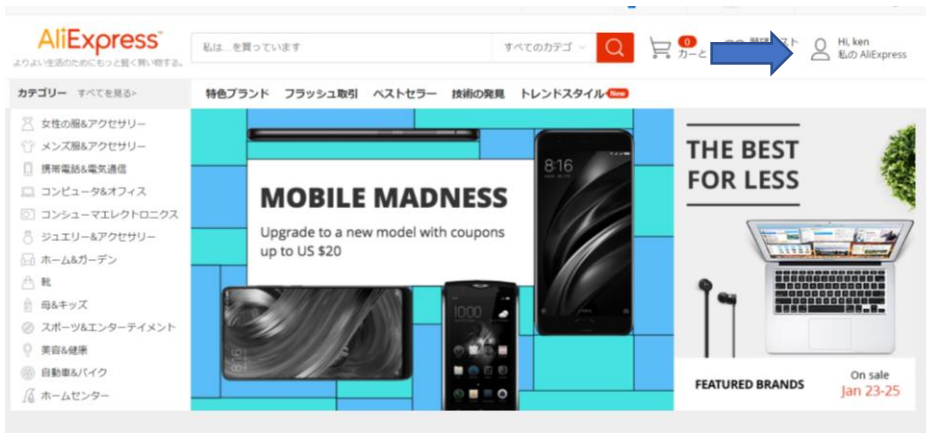 AliExpress™
よりよい生活のためにもっと賢く買い物する。
私は...を買っています
すべてのカテゴ
0
カーと
Hi, ken
私の AliExpress
カテゴリー すべてを見る>
特色ブランド フラッシュ取引 ベストセラー 技術の発見 トレンドスタイル New
女性の服&アクセサリー
メンズ服&アクセサリー
携帯電話&電気通信
コンピュータ&オフィス
コンシューマエレクトロニクス
ジュエリー&アクセサリー
ホーム&ガーデン
靴
母&キッズ
スポーツ&エンターテイメント
美容&健康
自動車&バイク
ホームセンター
MOBILE MADNESS
Upgrade to a new model with coupons
up to US $20
8:16
10:00
8:16
THE BEST
FOR LESS
FEATURED BRANDS
On sale
Jan 23-25